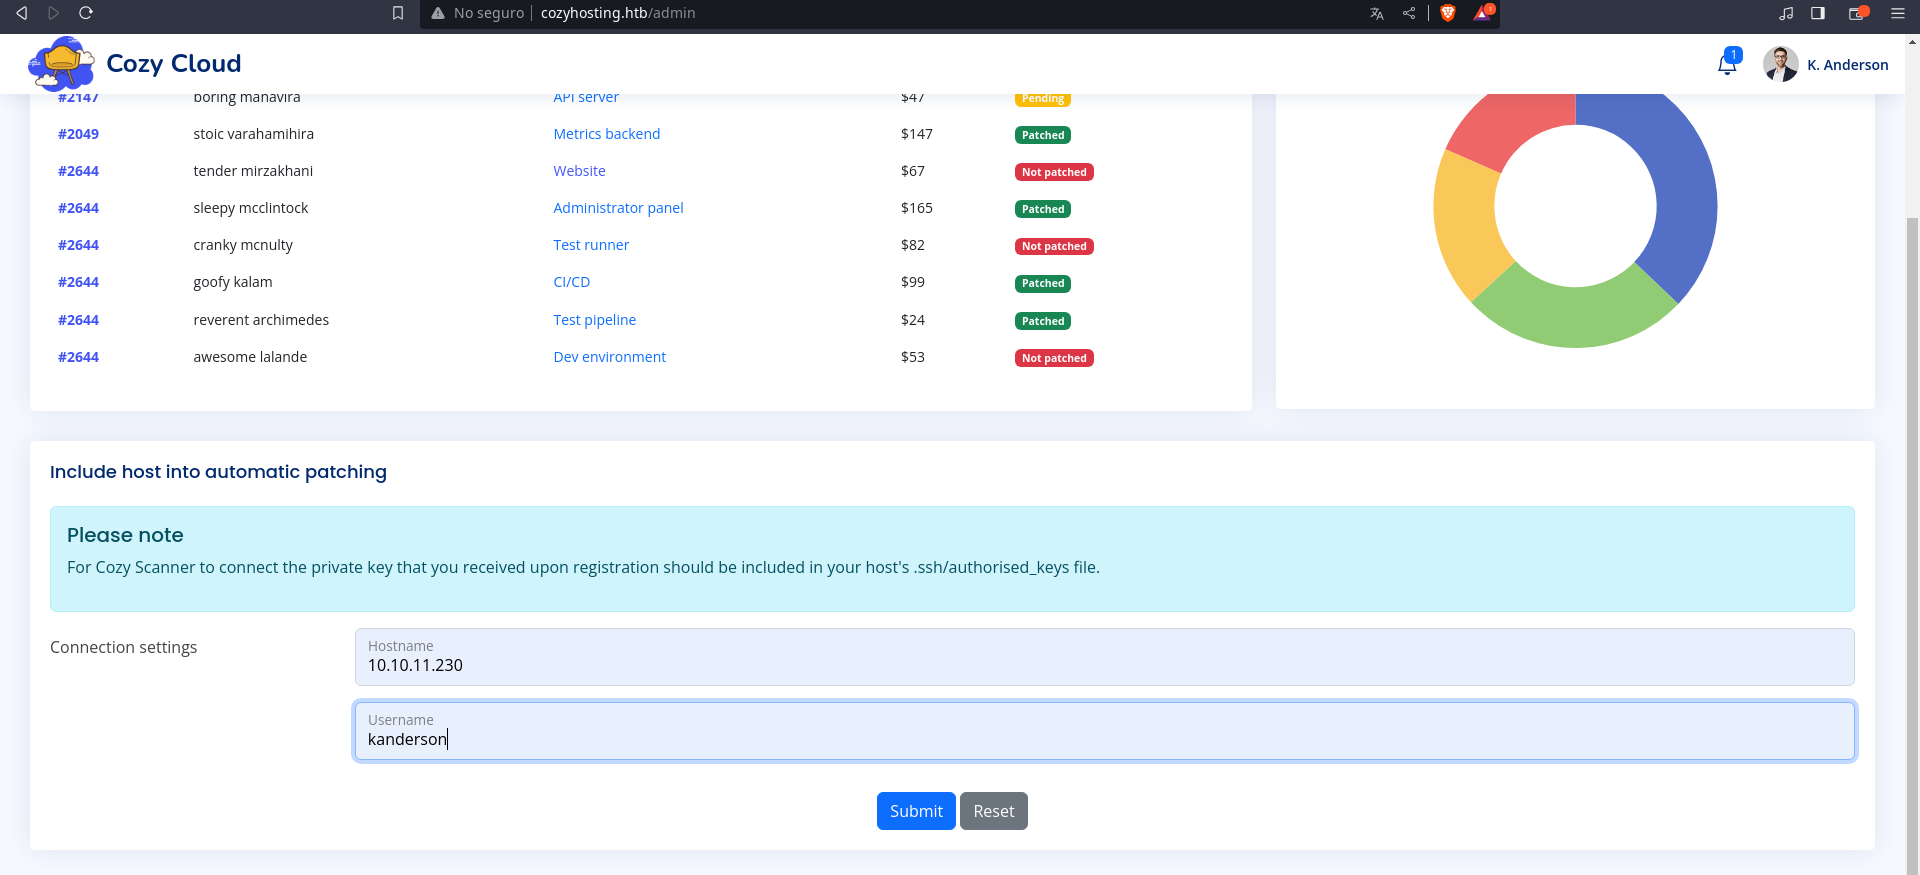 No seguro cozyhosting.htb/admin
Cozy Cloud 1 K. Anderson
#2147 boring mahavira API server $47 Pending
#2049 stoic varahamihira Metrics backend $147 Patched
#2644 tender mirzakhani Website $67 Not patched
#2644 sleepy mcclintock Administrator panel $165 Patched
#2644 cranky mcnulty Test runner $82 Not patched
#2644 goofy kalam CI/CD $99 Patched
#2644 reverent archimedes Test pipeline $24 Patched
#2644 awesome lalande Dev environment $53 Not patched
Include host into automatic patching
Please note
For Cozy Scanner to connect the private key that you received upon registration should be included in your host's .ssh/authorised_keys file.
Connection settings
Hostname
10.10.11.230
Username
kanderson
Submit Reset